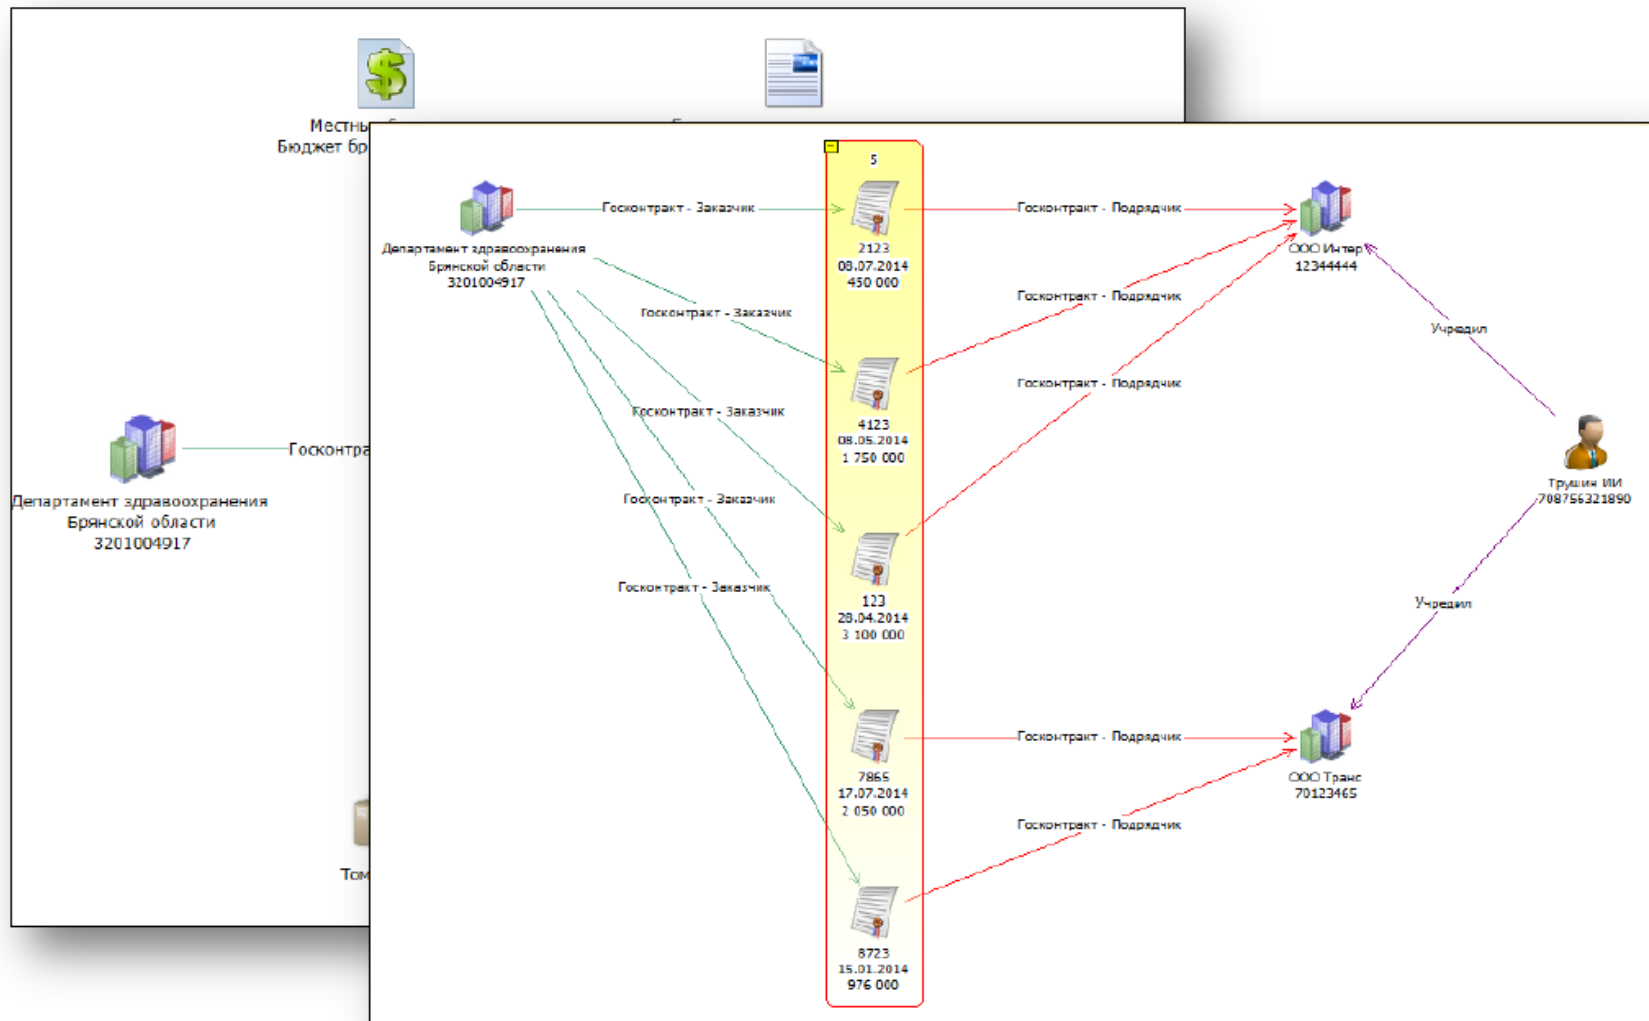 Бюджет бр
Департамент здравоохранения
Брянской области
3201004917
Госконтра
Том
Департамент здравоохранения
Брянской области
3201004917
Госконтракт - Заказчик
Госконтракт - Заказчик
Госконтракт - Заказчик
Госконтракт - Заказчик
Госконтракт - Заказчик
5
2123
08.07.2014
450 000
4123
08.05.2014
1 750 000
123
28.04.2014
3 100 000
7865
17.07.2014
2 050 000
8723
15.01.2014
976 000
Госконтракт - Подрядчик
Госконтракт - Подрядчик
Госконтракт - Подрядчик
Госконтракт - Подрядчик
Госконтракт - Подрядчик
ООО Интер
12344444
Учредил
Трушин ИИ
708756321890
Учредил
ООО Транс
70123465